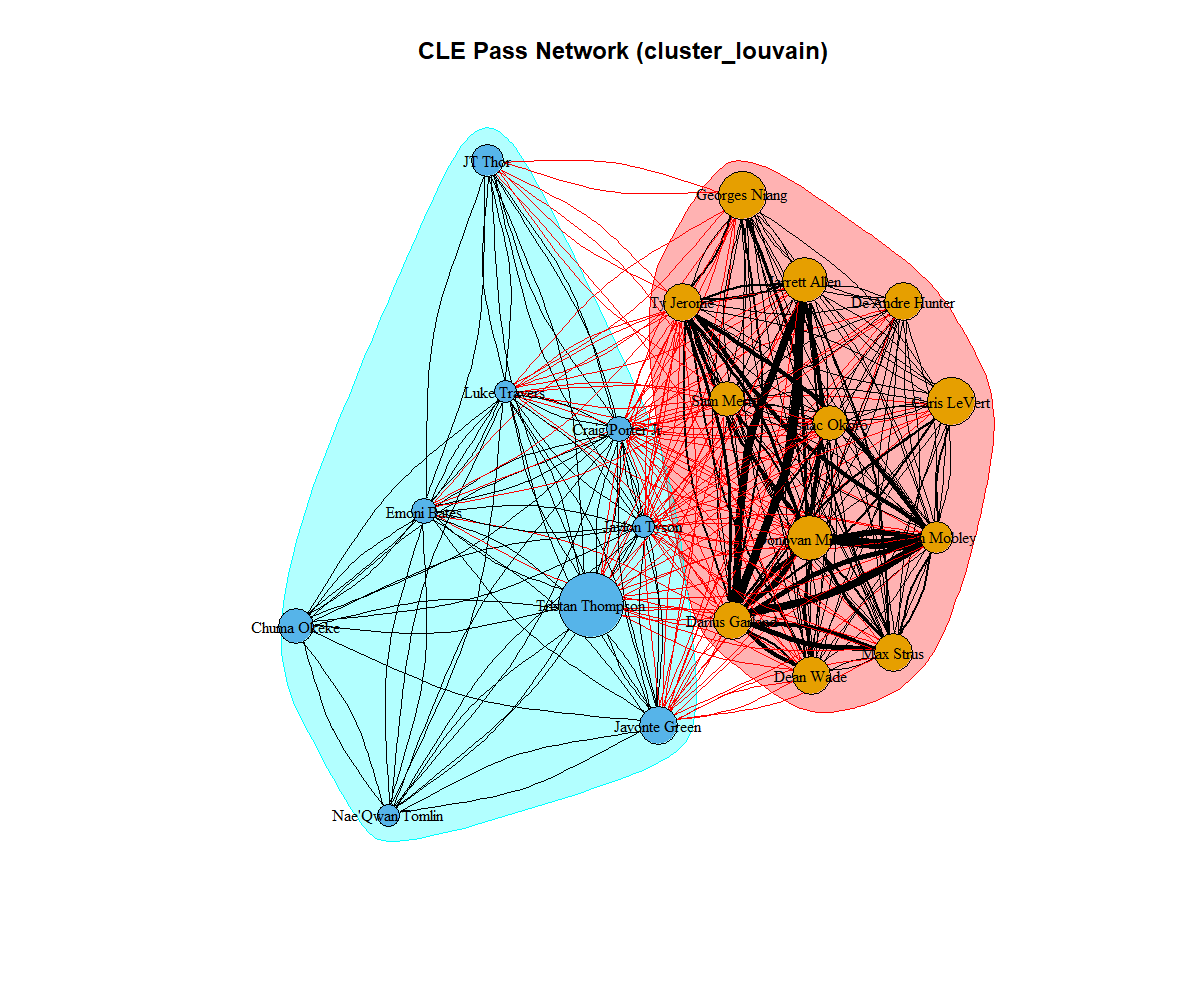 CLE Pass Network (cluster_louvain)
JT Thor
Georges Niang
Jarrett Allen
Ty Jerome
De'Andre Hunter
Luke Travers
Sam Merrill
Caris LeVert
Craig Porter Jr.
Isaac Okoro
Emoni Bates
Jaylon Tyson
Donovan Mitchell
Evan Mobley
Tristan Thompson
Darius Garland
Chuma Okeke
Max Strus
Dean Wade
Javonte Green
Nae'Qwan Tomlin